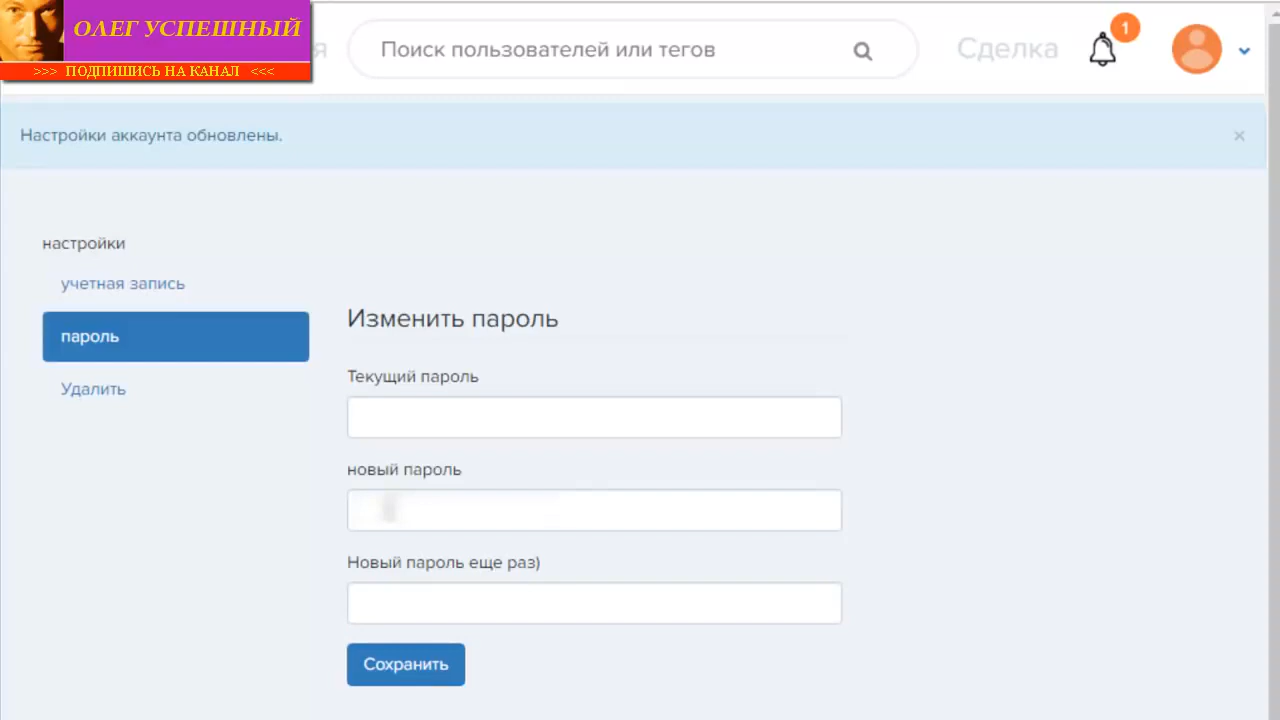 ОЛЕГ УСПЕШНЫЙ
>>> ПОДПИШИСЬ НА КАНАЛ <<<
я
Поиск пользователей или тегов
Сделка
1
Настройки аккаунта обновлены.
×
настройки
учетная запись
пароль
Удалить
Изменить пароль
Текущий пароль
новый пароль
Новый пароль еще раз)
Сохранить